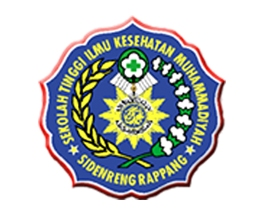 SEKOLAH TINGGI ILMU KESEHATAN MUHAMMADIYAH
SIDENRENG RAPPANG